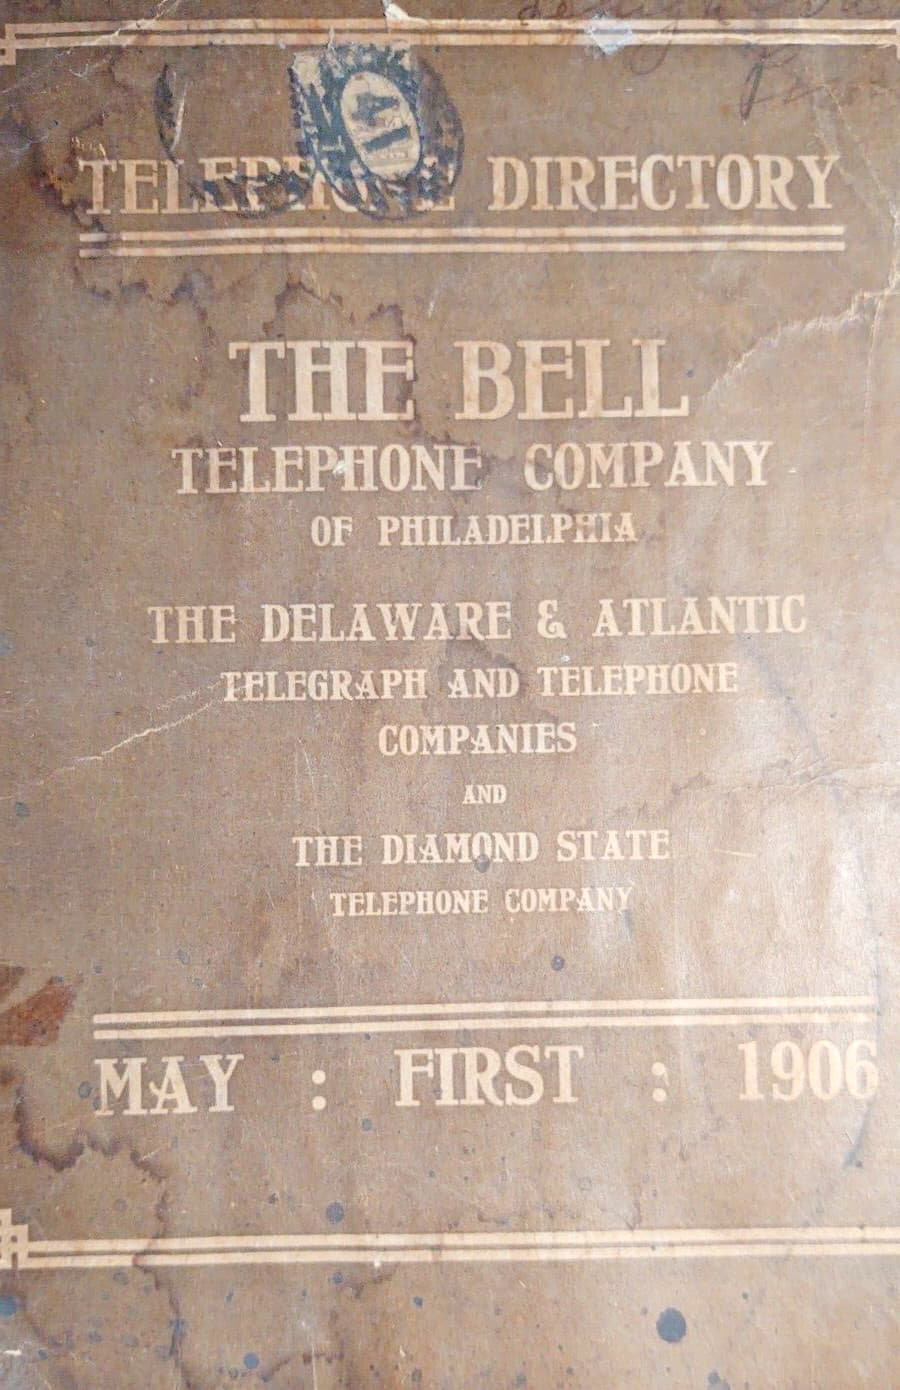 TELEPHONE DIRECTORY
THE BELL
TELEPHONE COMPANY
OF PHILADELPHIA
THE DELAWARE & ATLANTIC
TELEGRAPH AND TELEPHONE
COMPANIES
AND
THE DIAMOND STATE
TELEPHONE COMPANY
MAY : FIRST : 1906